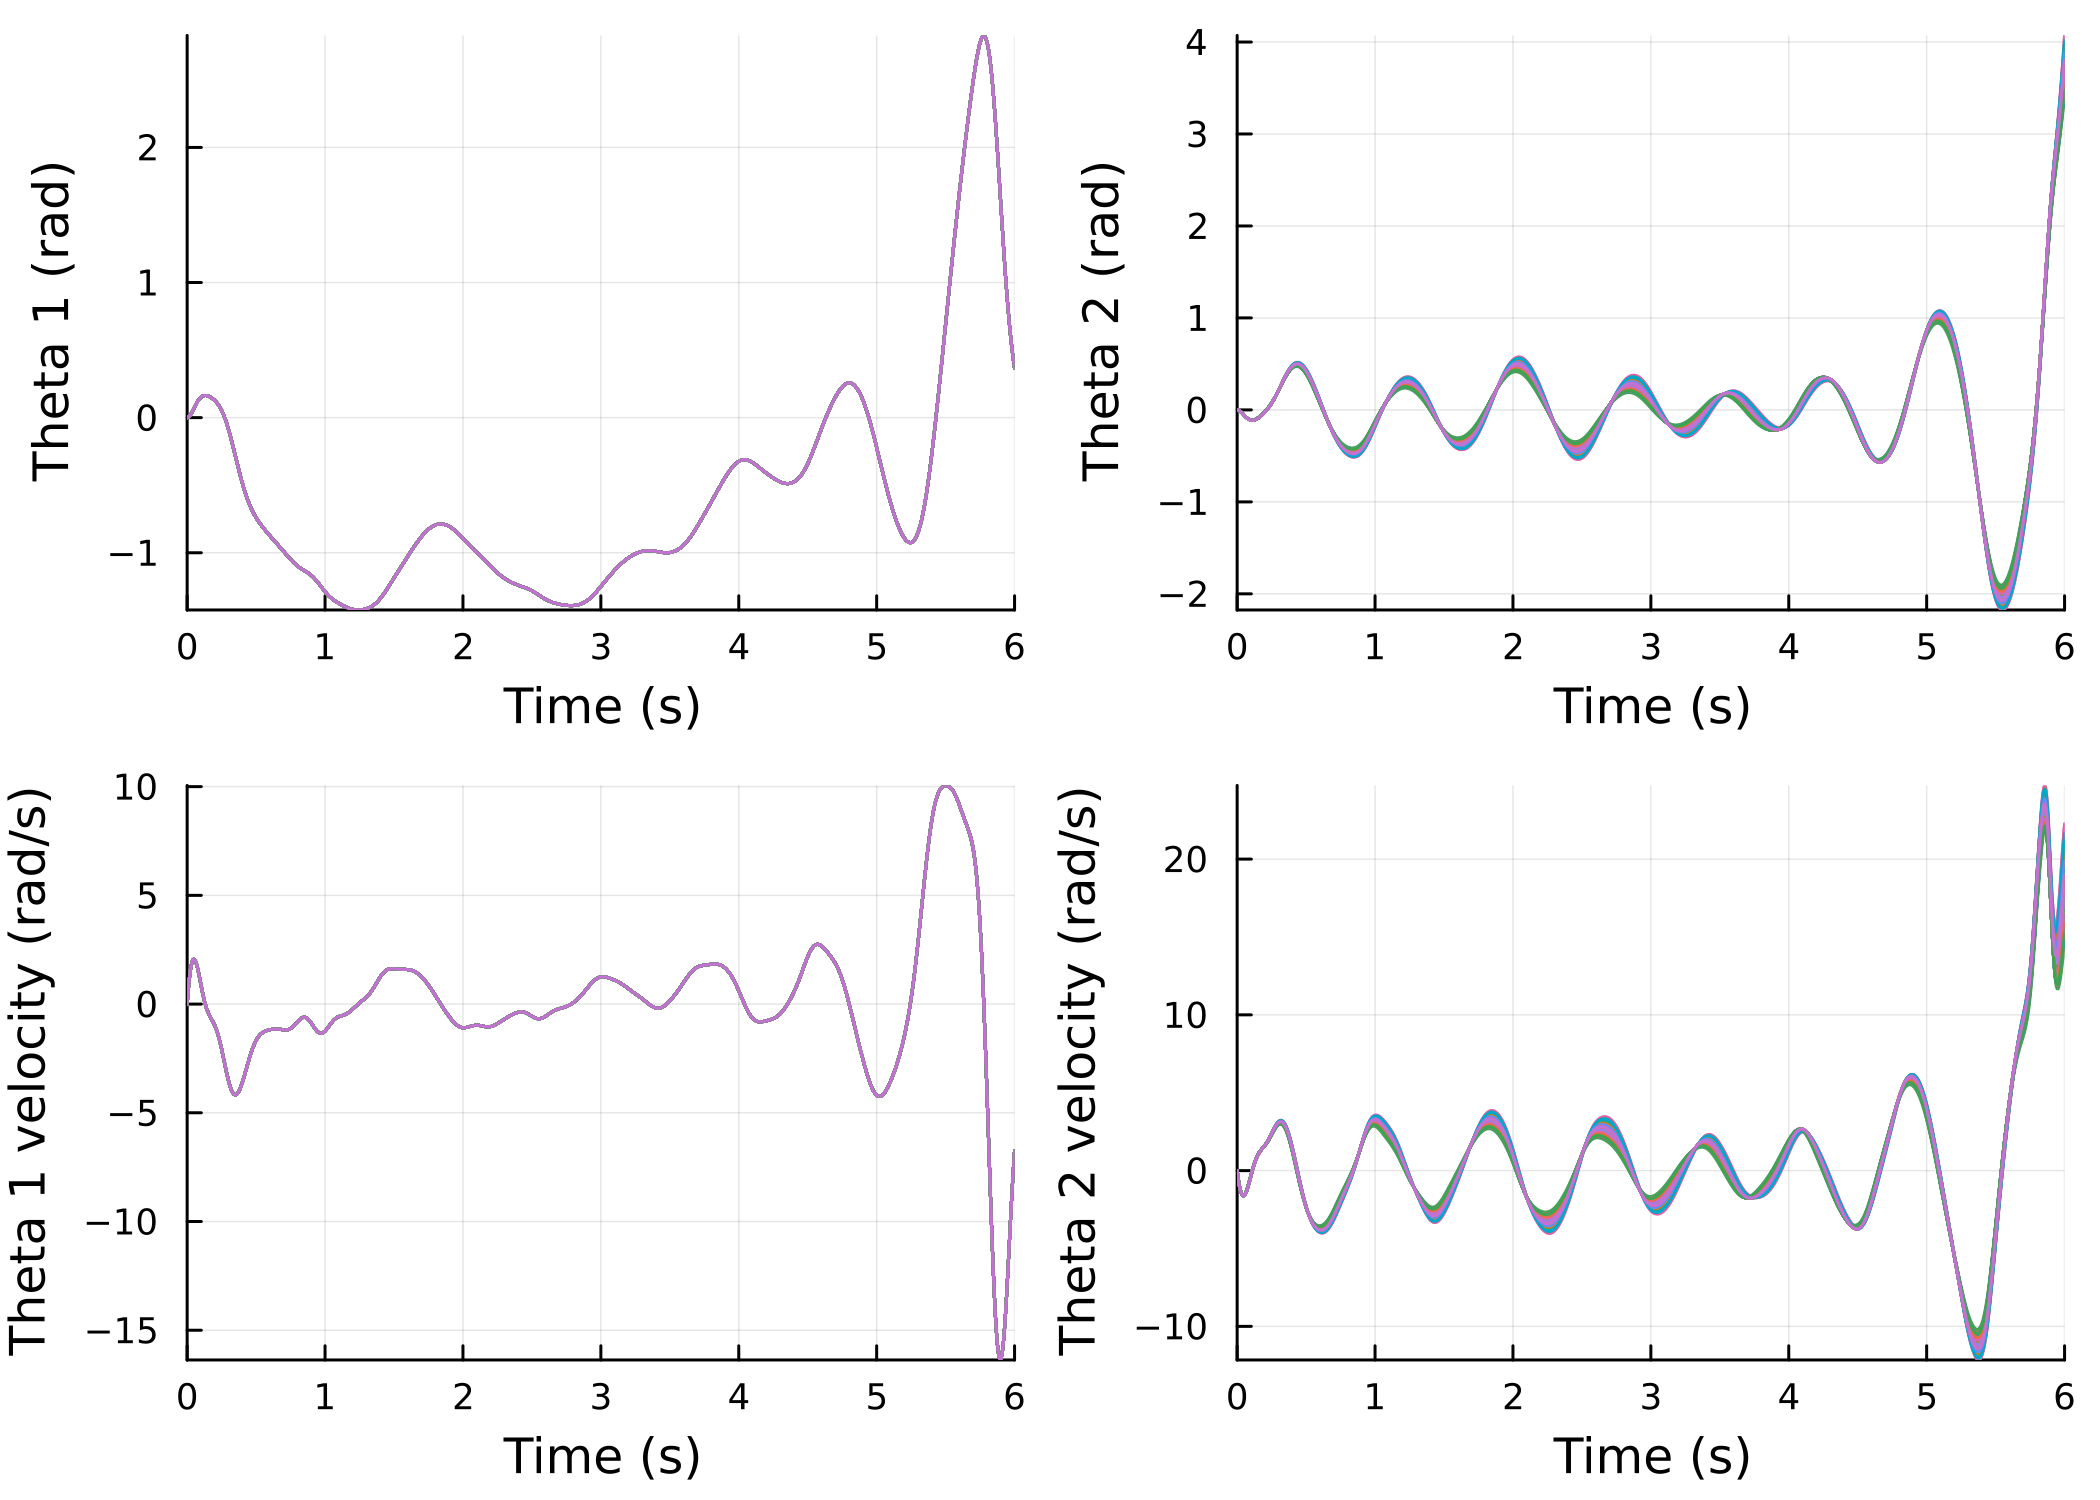 Theta 1 (rad)
2
1
0
−1
0 1 2 3 4 5 6
Time (s)
Theta 2 (rad)
4
3
2
1
0
−1
−2
0 1 2 3 4 5 6
Time (s)
Theta 1 velocity (rad/s)
10
5
0
−5
−10
−15
0 1 2 3 4 5 6
Time (s)
Theta 2 velocity (rad/s)
20
10
0
−10
0 1 2 3 4 5 6
Time (s)